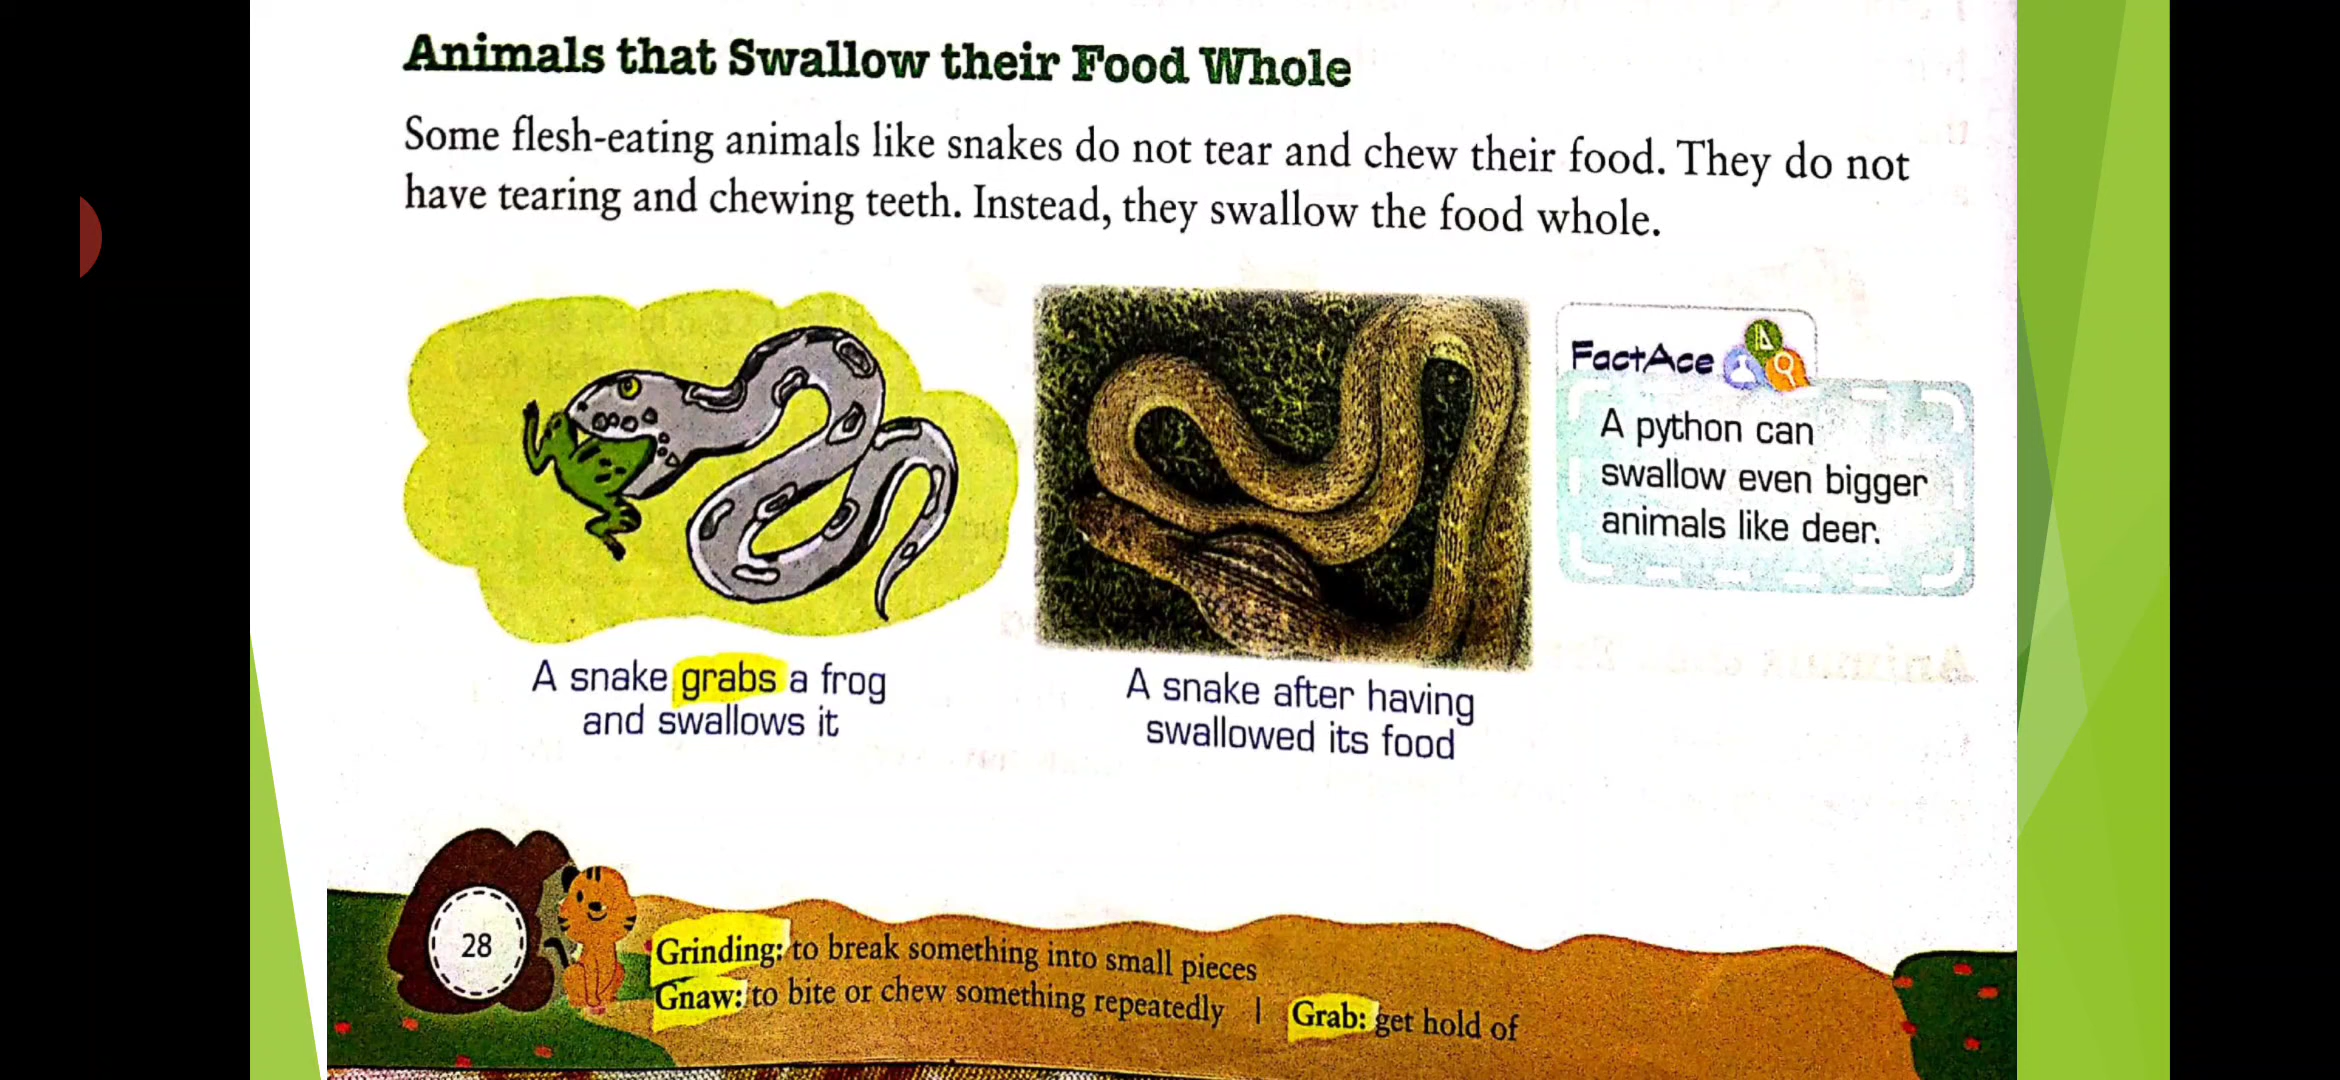 Animals that Swallow their Food Whole
Some flesh-eating animals like snakes do not tear and chew their food. They do not
have tearing and chewing teeth. Instead, they swallow the food whole.
FactAce
A python can
swallow even bigger
animals like deer.
A snake grabs a frog
and swallows it
A snake after having
swallowed its food
28
Grinding: to break something into small pieces
Gnaw: to bite or chew something repeatedly | Grab: get hold of